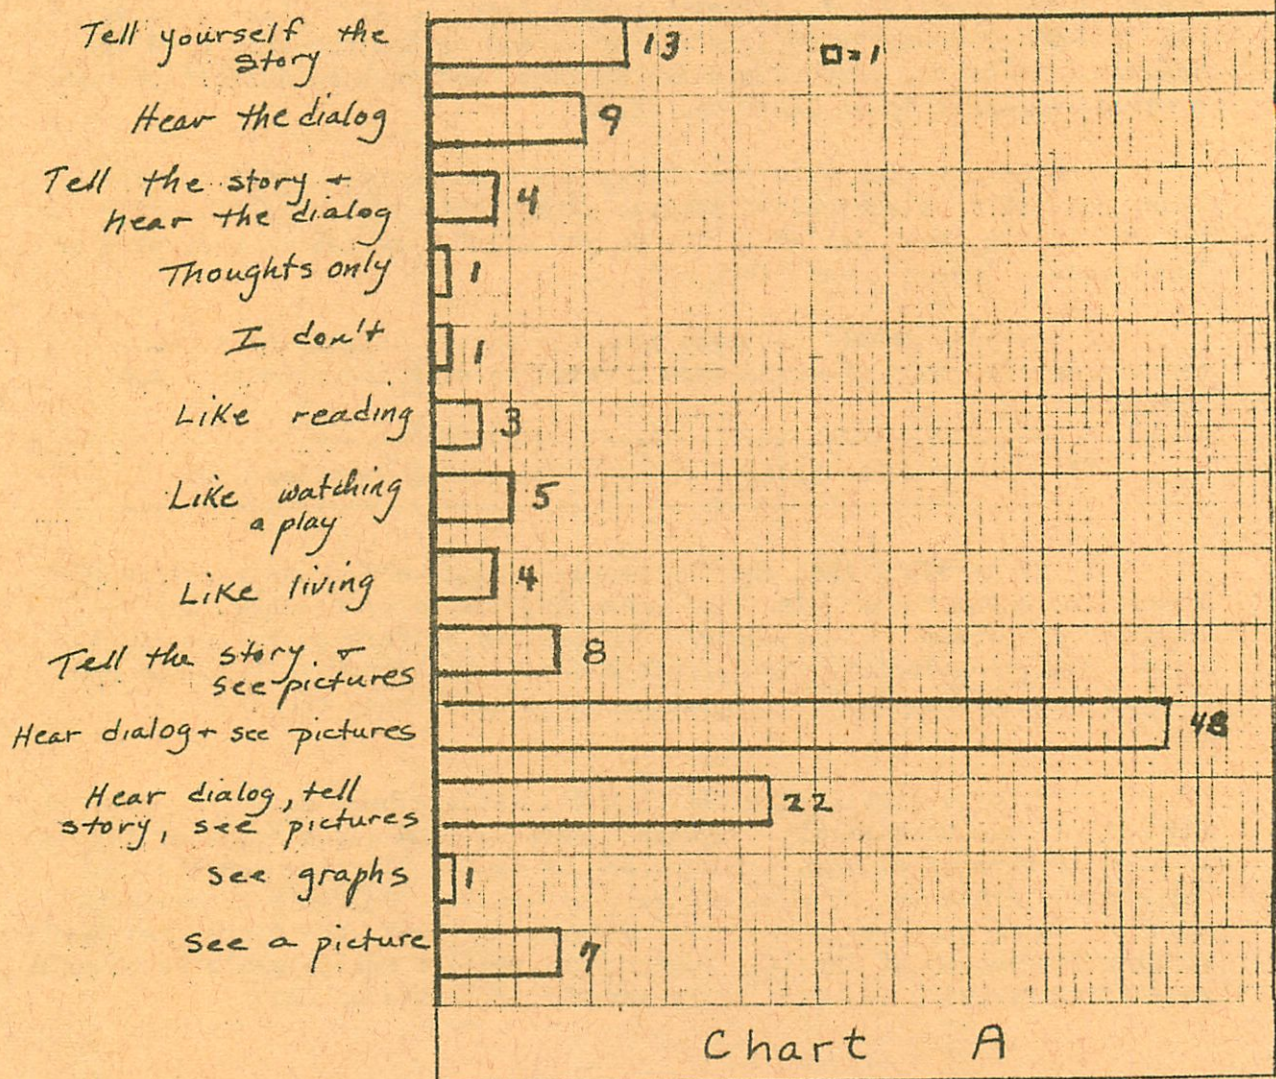 Tell yourself the
story
13
□=1
Hear the dialog
9
Tell the story +
hear the dialog
4
Thoughts only
1
I don't
1
Like reading
3
Like watching
a play
5
Like living
4
Tell the story. +
see pictures
8
Hear dialog + see pictures
48
Hear dialog, tell
story, see pictures
22
see graphs
1
see a picture
7
Chart A